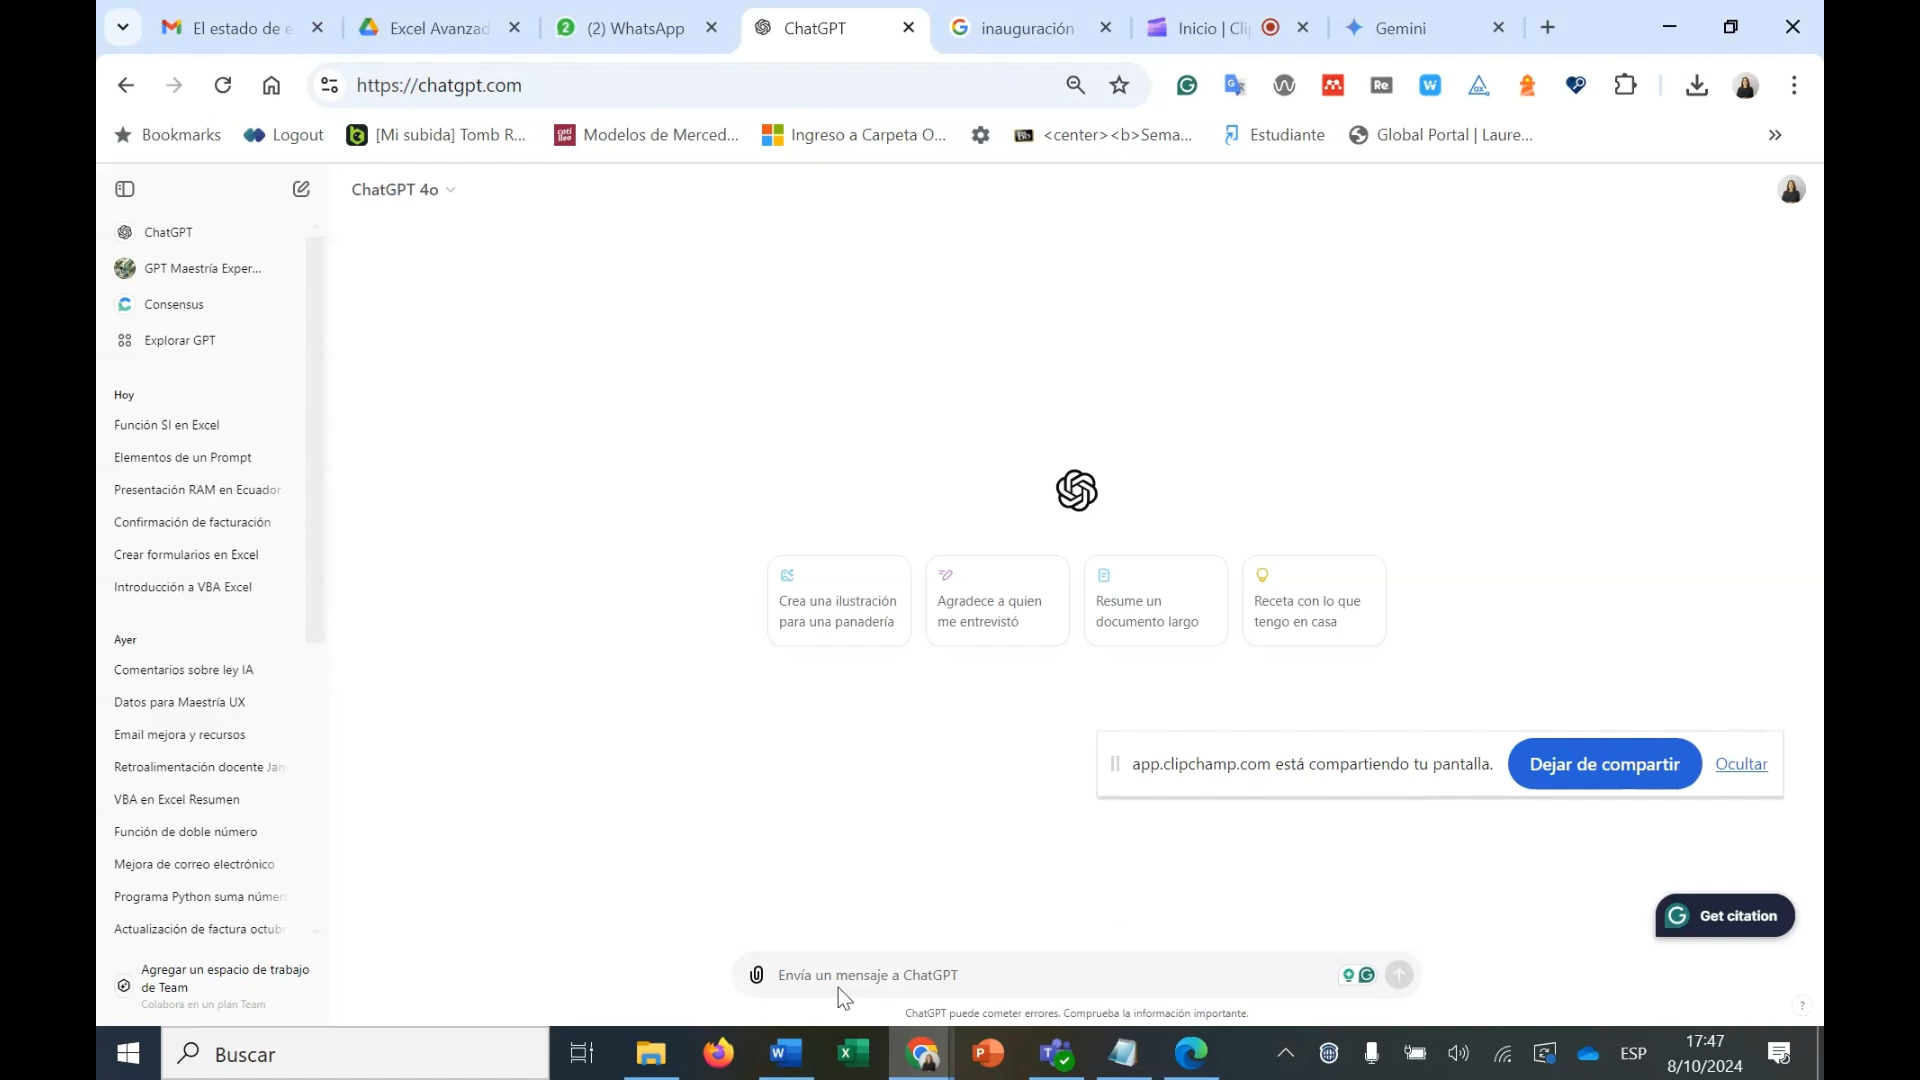 El estado de e
Excel Avanzad
(2) WhatsApp
ChatGPT
inauguración
Inicio | Cli
Gemini
https://chatgpt.com
Bookmarks
Logout
[Mi subida] Tomb R...
Modelos de Merced...
Ingreso a Carpeta O...
<center><b>Sema...
Estudiante
Global Portal | Laure...
ChatGPT 4o
ChatGPT
GPT Maestría Exper...
Consensus
Explorar GPT
Hoy
Función SI en Excel
Elementos de un Prompt
Presentación RAM en Ecuador
Confirmación de facturación
Crear formularios en Excel
Introducción a VBA Excel
Ayer
Comentarios sobre ley IA
Datos para Maestría UX
Email mejora y recursos
Retroalimentación docente Jan
VBA en Excel Resumen
Función de doble número
Mejora de correo electrónico
Programa Python suma númer
Actualización de factura octub
Agregar un espacio de trabajo
de Team
Colabora en un plan Team
Crea una ilustración
para una panadería
Agradece a quien
me entrevistó
Resume un
documento largo
Receta con lo que
tengo en casa
app.clipchamp.com está compartiendo tu pantalla.
Dejar de compartir
Ocultar
Get citation
Envía un mensaje a ChatGPT
ChatGPT puede cometer errores. Comprueba la información importante.
?
Buscar
ESP
17:47
8/10/2024